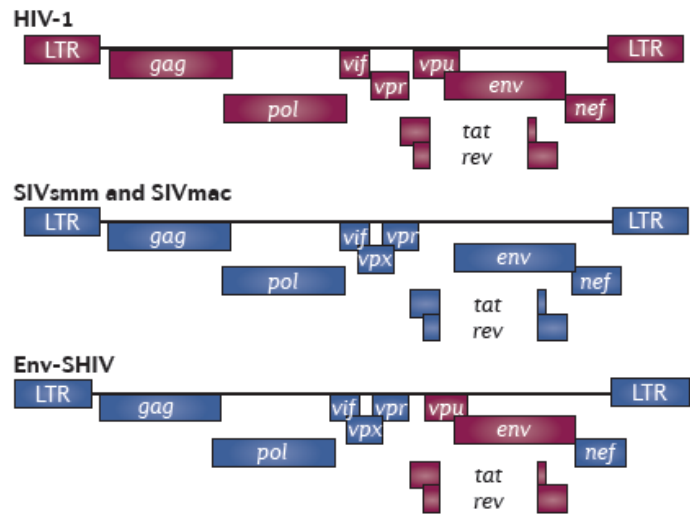 HIV-1
LTR gag vif vpu LTR
vpr env
pol nef
tat
rev
SIVsmm and SIVmac
LTR gag vif vpr LTR
vpx env
pol nef
tat
rev
Env-SHIV
LTR gag vif vpr vpu LTR
vpx env
pol nef
tat
rev